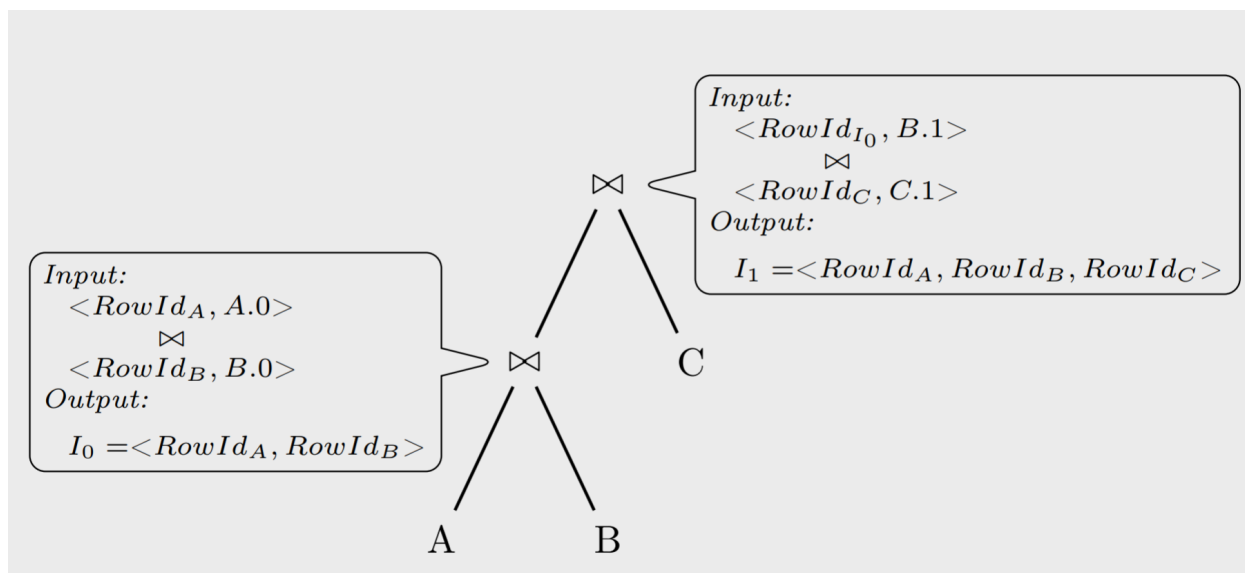 Input:
<RowId_{I_0}, B.1>
⋈
<RowId_C, C.1>
Output:
I_1 =<RowId_A, RowId_B, RowId_C>
⋈
Input:
<RowId_A, A.0>
⋈
<RowId_B, B.0>
Output:
I_0 =<RowId_A, RowId_B>
⋈
C
A B